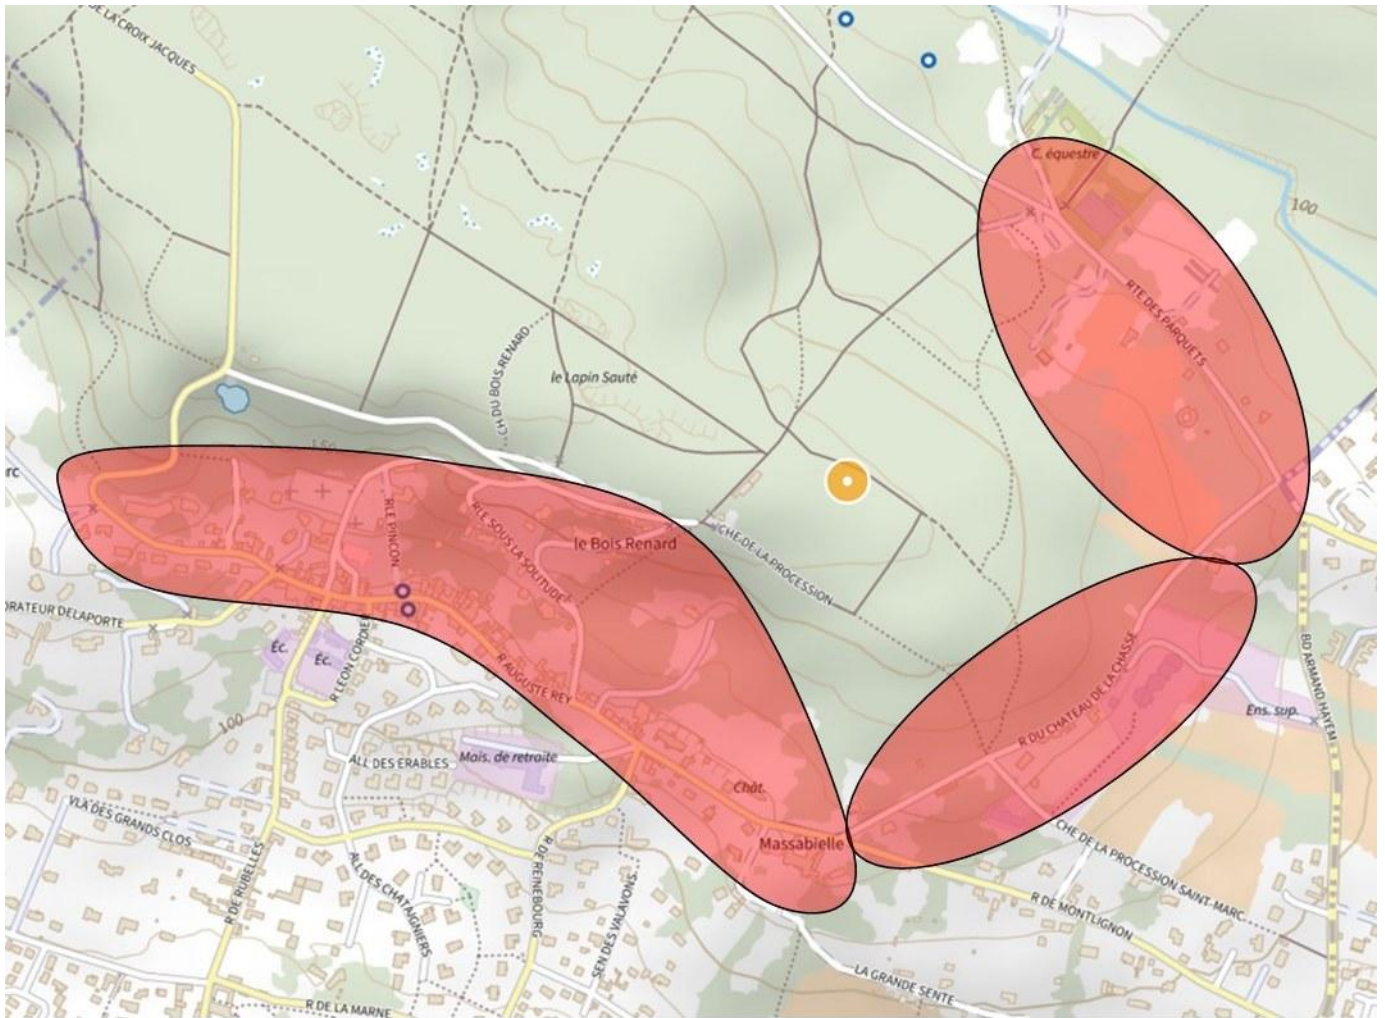 DE LA CROIX JACQUES
C. équestre
100
RTE DES PARQUETS
CH DU BOIS RENARD
le Lapin Sauté
150
rc
RLE PINCON
RLE SOUS LA SOLITUDE
le Bois Renard
CHE DE LA PROCESSION
ORATEUR DELAPORTE
Éc.
Éc.
R LEON CORDIE
R AUGUSTE REY
R DU CHATEAU DE LA CHASSE
BD ARMAND HAYEM
Ens. sup.
100
ALL DES ERABLES
Mais. de retraite
Chât.
Massabielle
VLA DES GRANDS CLOS
R DE RUBELLES
ALL DES CHATAIGNIERS
R DE REINEBOURG
SEN DES VALAVONS
CHE DE LA PROCESSION SAINT-MARC
R DE MONTLIGNON
LA GRANDE SENTE
R DE LA MARNE